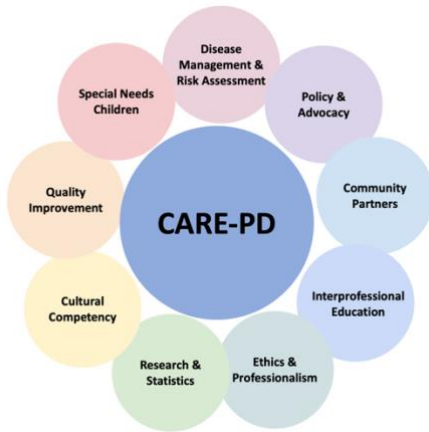 Disease
Management &
Risk Assessment
Policy &
Advocacy
Community
Partners
Interprofessional
Education
Ethics &
Professionalism
Research &
Statistics
Cultural
Competency
Quality
Improvement
Special Needs
Children
CARE-PD